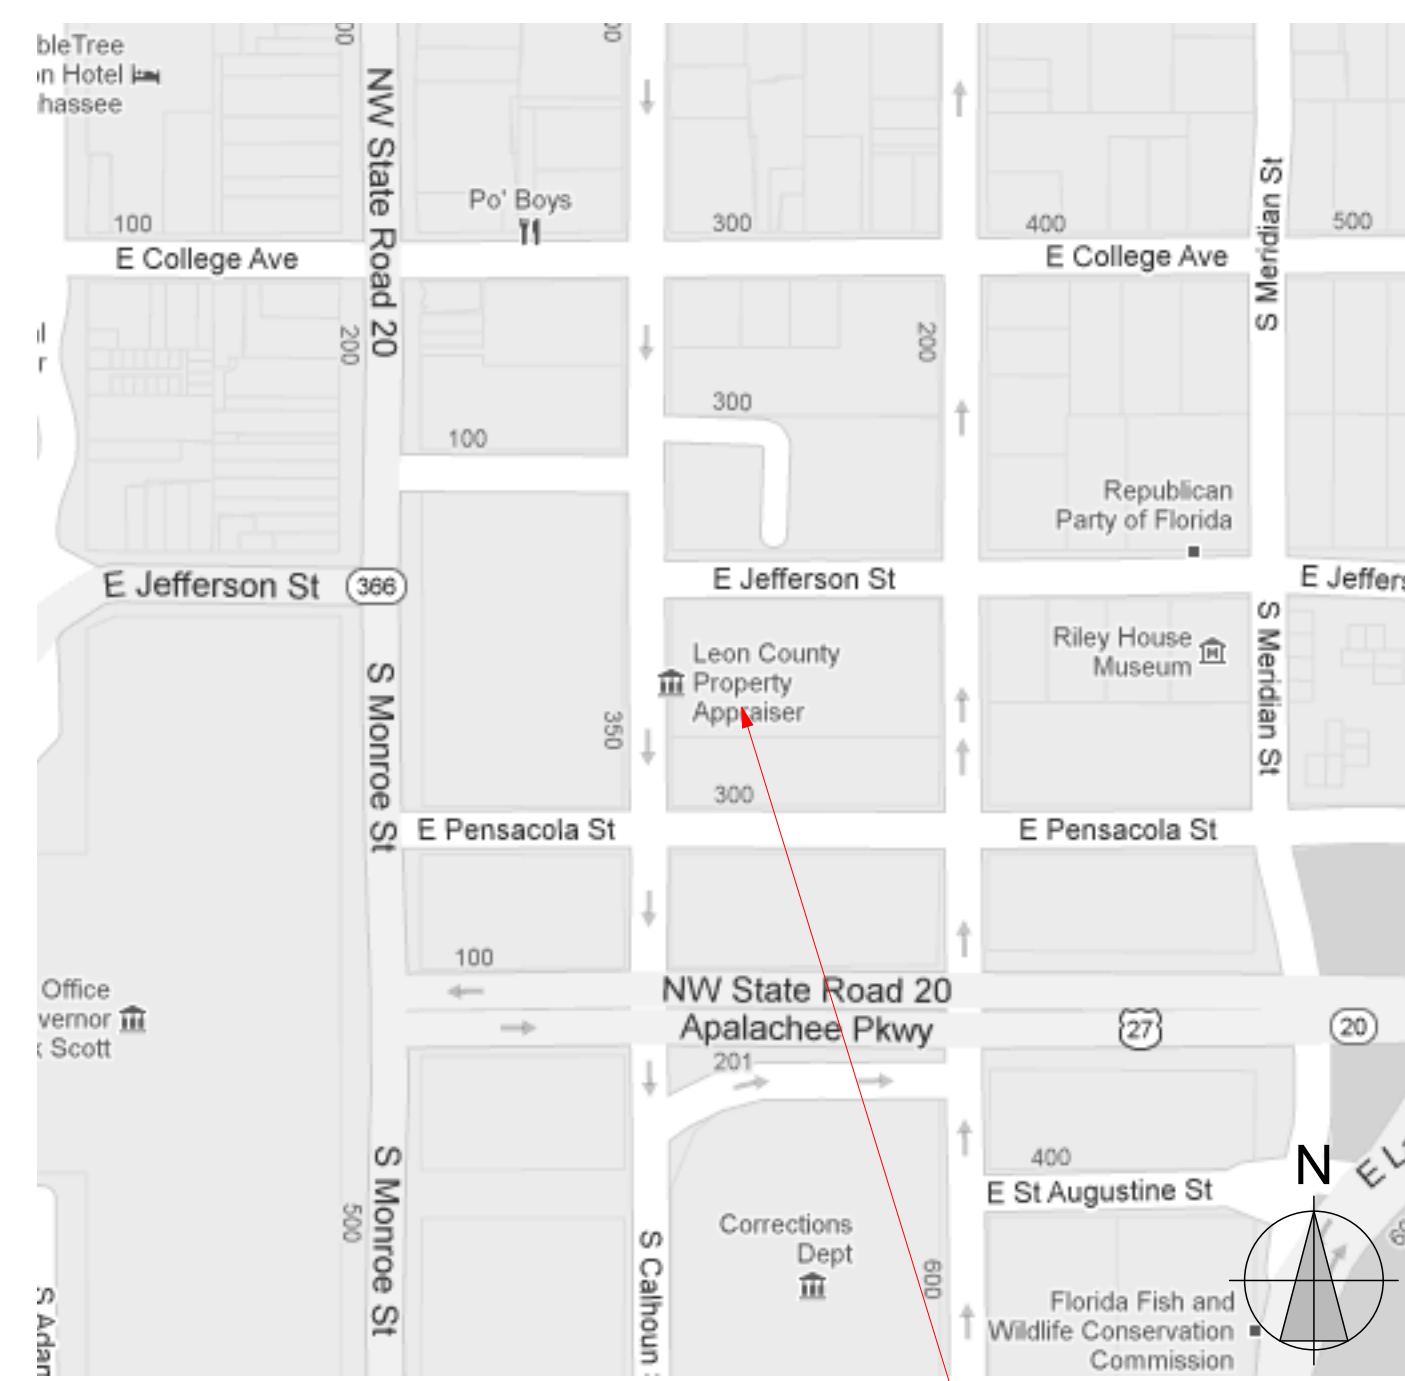 bleTree
on Hotel
hassee
NW State Road 20
Po' Boys
100
300
400
500
E College Ave
E College Ave
S Meridian St
200
200
300
100
Republican
Party of Florida
E Jefferson St
366
E Jefferson St
E Jeffers
Leon County
Property
Appraiser
Riley House
Museum
S Meridian St
S Monroe St
350
300
E Pensacola St
E Pensacola St
100
Office
vernor
Scott
NW State Road 20
Apalachee Pkwy
27
20
201
400
N
E St Augustine St
S Monroe St
500
Corrections
Dept
S Calhoun
600
Florida Fish and
Wildlife Conservation
Commission
S Adam